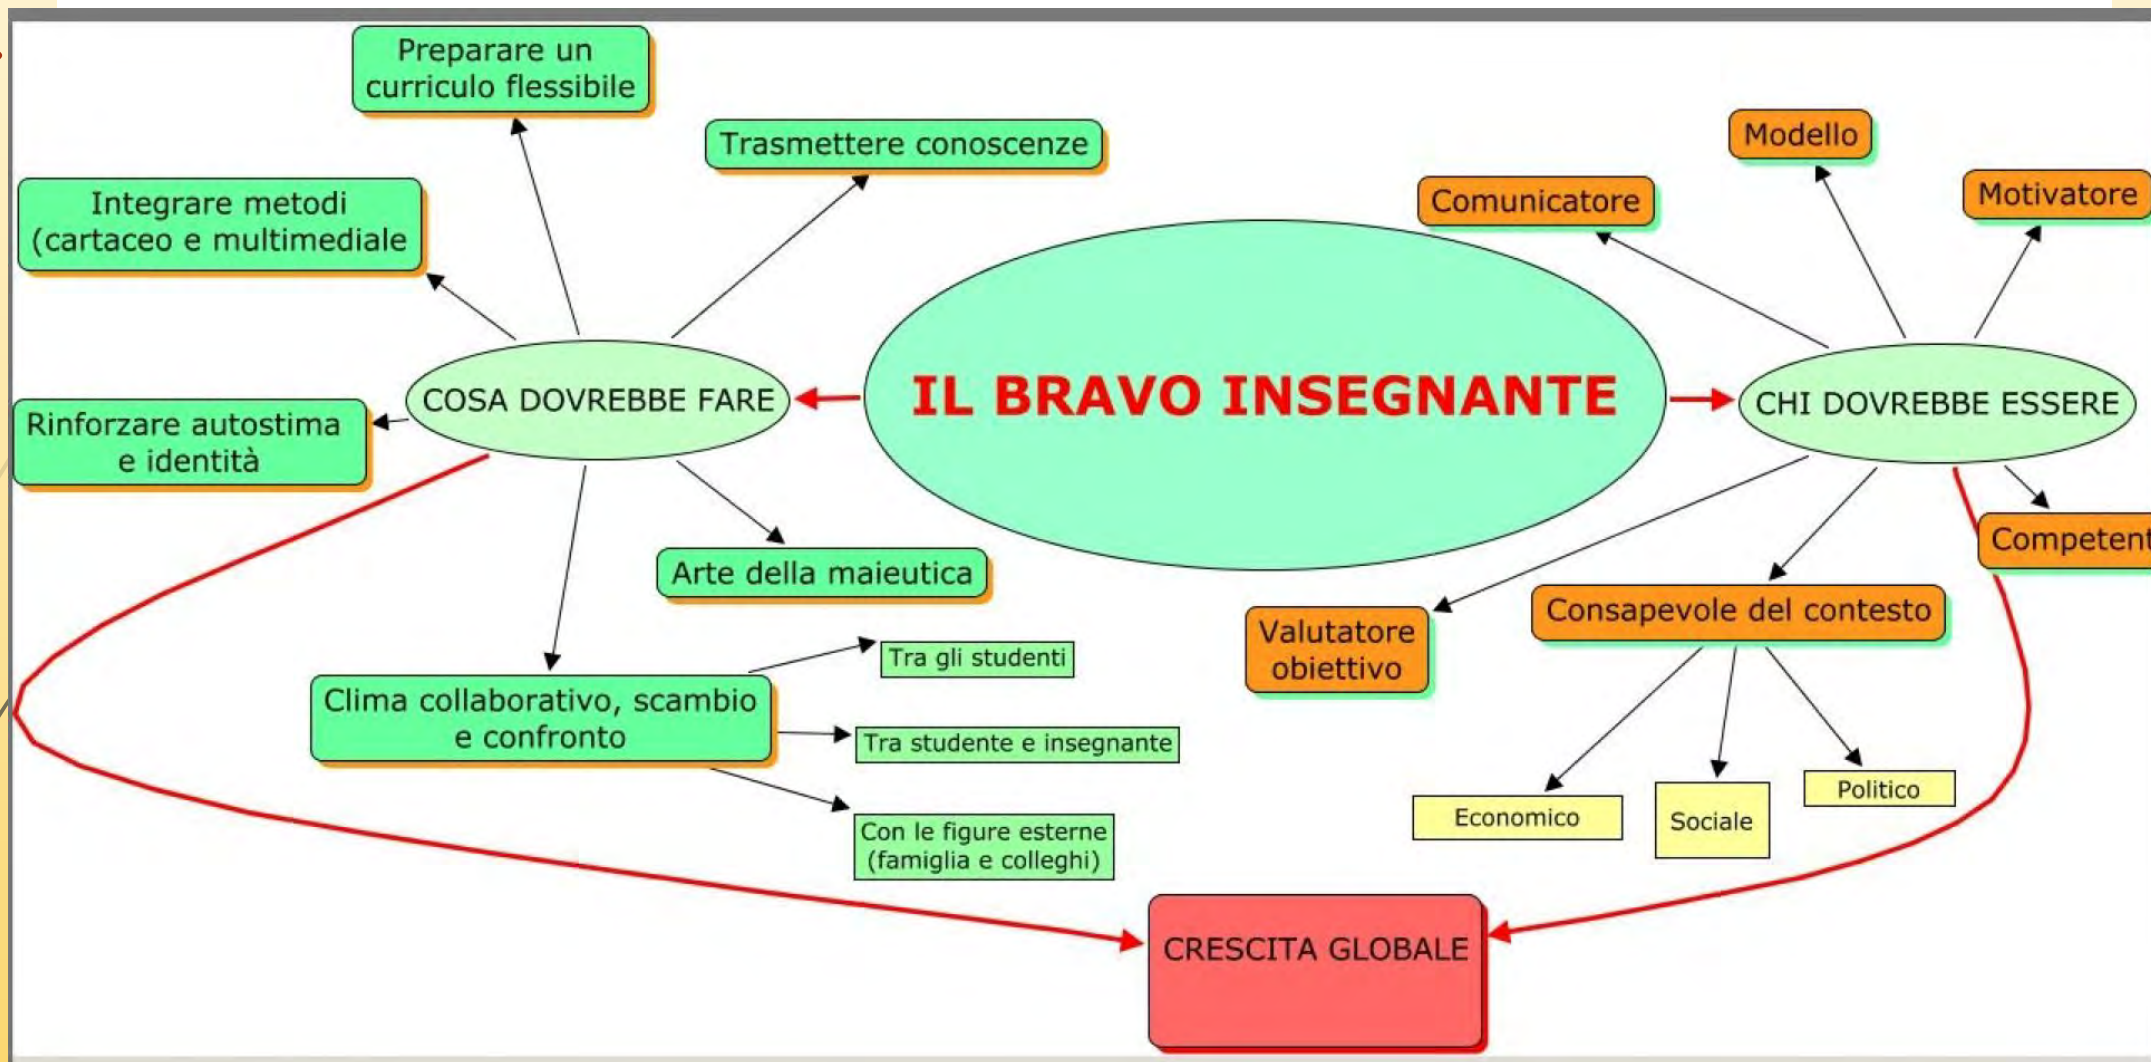 Preparare un
curriculo flessibile
Trasmettere conoscenze
Integrare metodi
(cartaceo e multimediale
COSA DOVREBBE FARE
Rinforzare autostima
e identità
Arte della maieutica
Clima collaborativo, scambio
e confronto
Tra gli studenti
Tra studente e insegnante
Con le figure esterne
(famiglia e colleghi)
IL BRAVO INSEGNANTE
Modello
Comunicatore
Motivatore
CHI DOVREBBE ESSERE
Competent
Consapevole del contesto
Valutatore
obiettivo
Economico
Sociale
Politico
CRESCITA GLOBALE